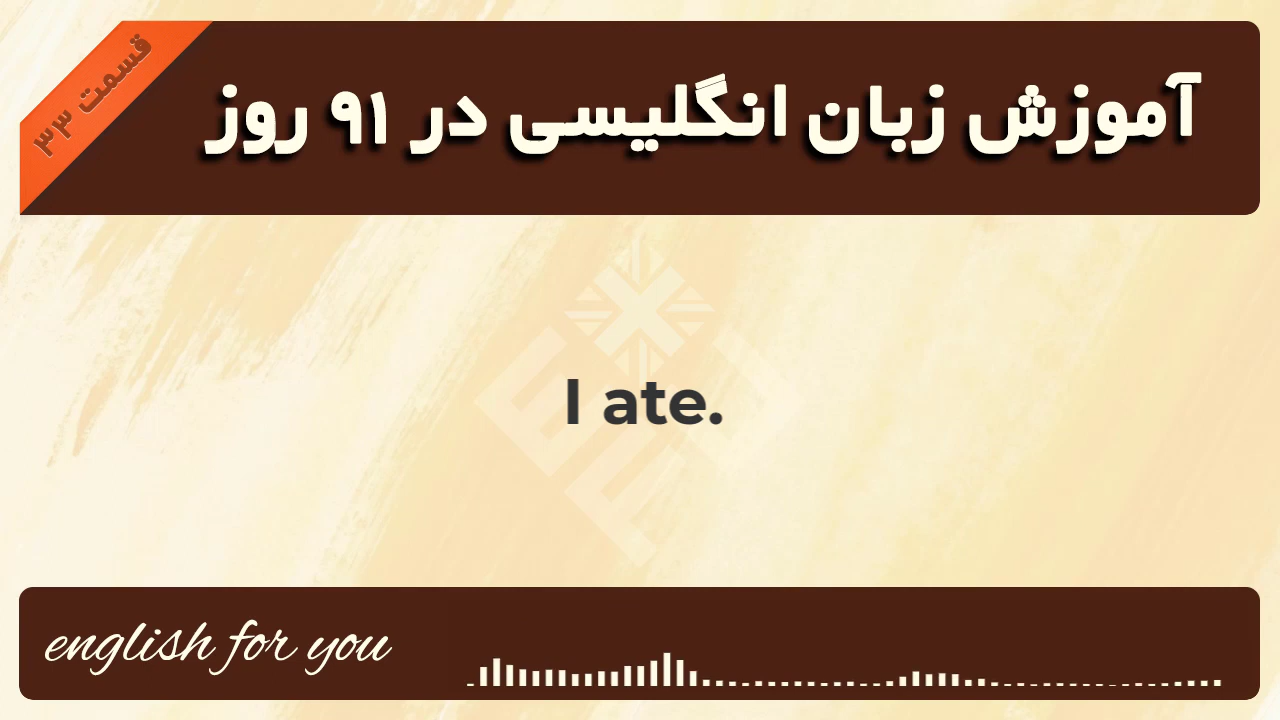 قسمت ۳۳
آموزش زبان انگلیسی در ۹۱ روز
I ate.
english for you